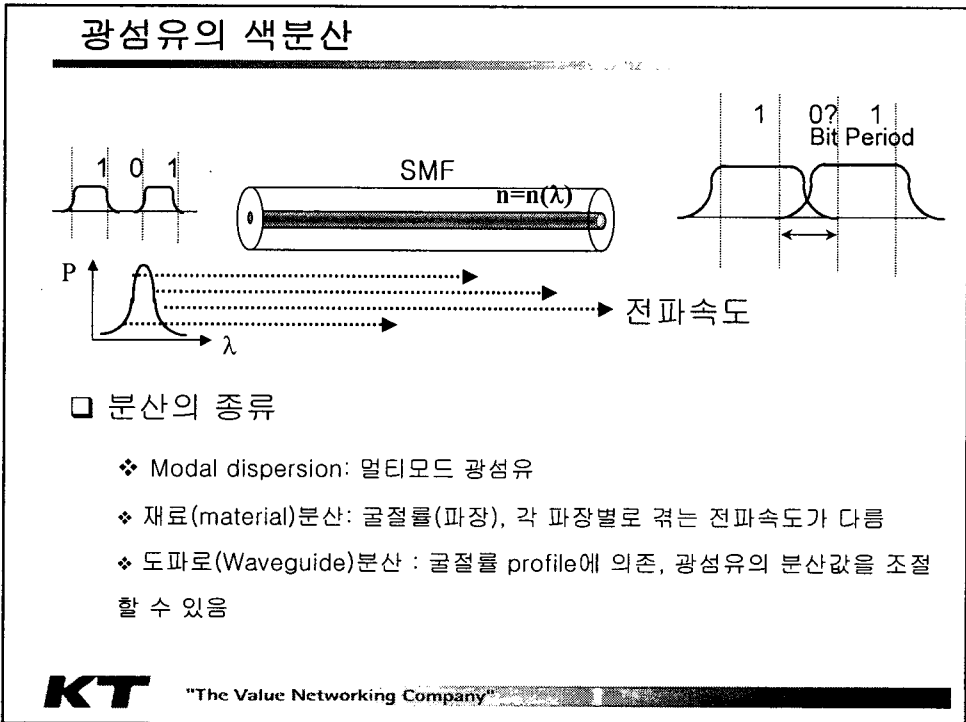 광섬유의 색분산
1 0 1
SMF
n=n(λ)
1 0? 1
Bit Period
P
λ
전파속도
❑ 분산의 종류
❖ Modal dispersion: 멀티모드 광섬유
❖ 재료(material)분산: 굴절률(파장), 각 파장별로 겪는 전파속도가 다름
❖ 도파로(Waveguide)분산 : 굴절률 profile에 의존, 광섬유의 분산값을 조절
할 수 있음
KT "The Value Networking Company"